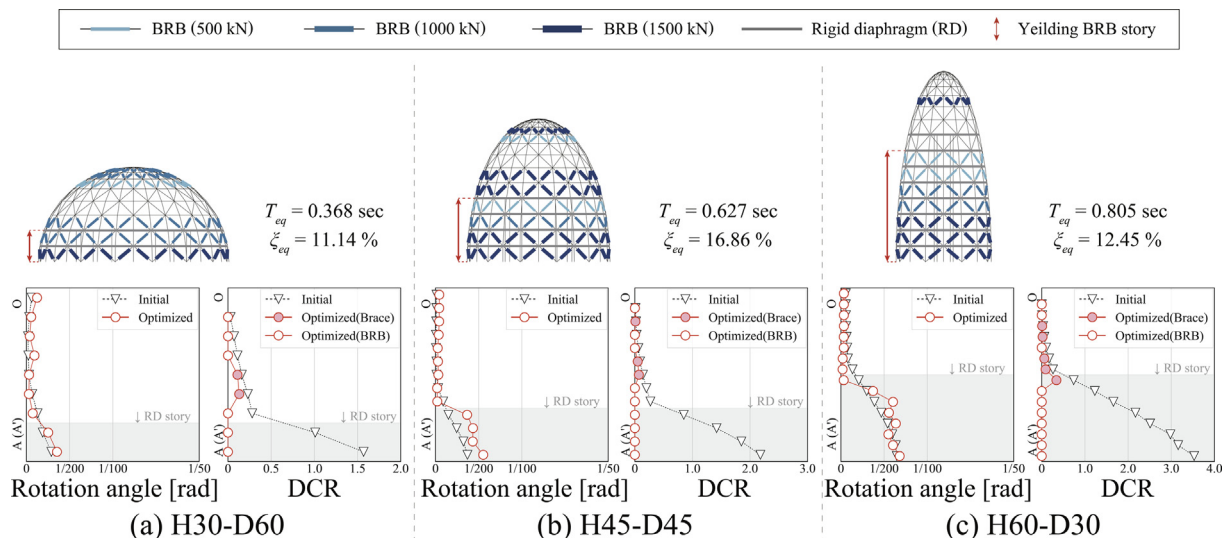 BRB (500 kN) BRB (1000 kN) BRB (1500 kN) Rigid diaphragm (RD) Yeilding BRB story
T_eq = 0.368 sec
ξ_eq = 11.14 %
T_eq = 0.627 sec
ξ_eq = 16.86 %
T_eq = 0.805 sec
ξ_eq = 12.45 %
O
Initial
Optimized
↓ RD story
A (A')
0 1/200 1/100 1/50
Rotation angle [rad]
Initial
Optimized(Brace)
Optimized(BRB)
↓ RD story
0 0.5 1.0 1.5 2.0
DCR
(a) H30-D60
O
Initial
Optimized
↓ RD story
A (A')
0 1/200 1/100 1/50
Rotation angle [rad]
Initial
Optimized(Brace)
Optimized(BRB)
↓ RD story
0 1.0 2.0 3.0
DCR
(b) H45-D45
O
Initial
Optimized
↓ RD story
A (A')
0 1/200 1/100 1/50
Rotation angle [rad]
Initial
Optimized(Brace)
Optimized(BRB)
↓ RD story
0 1.0 2.0 3.0 4.0
DCR
(c) H60-D30